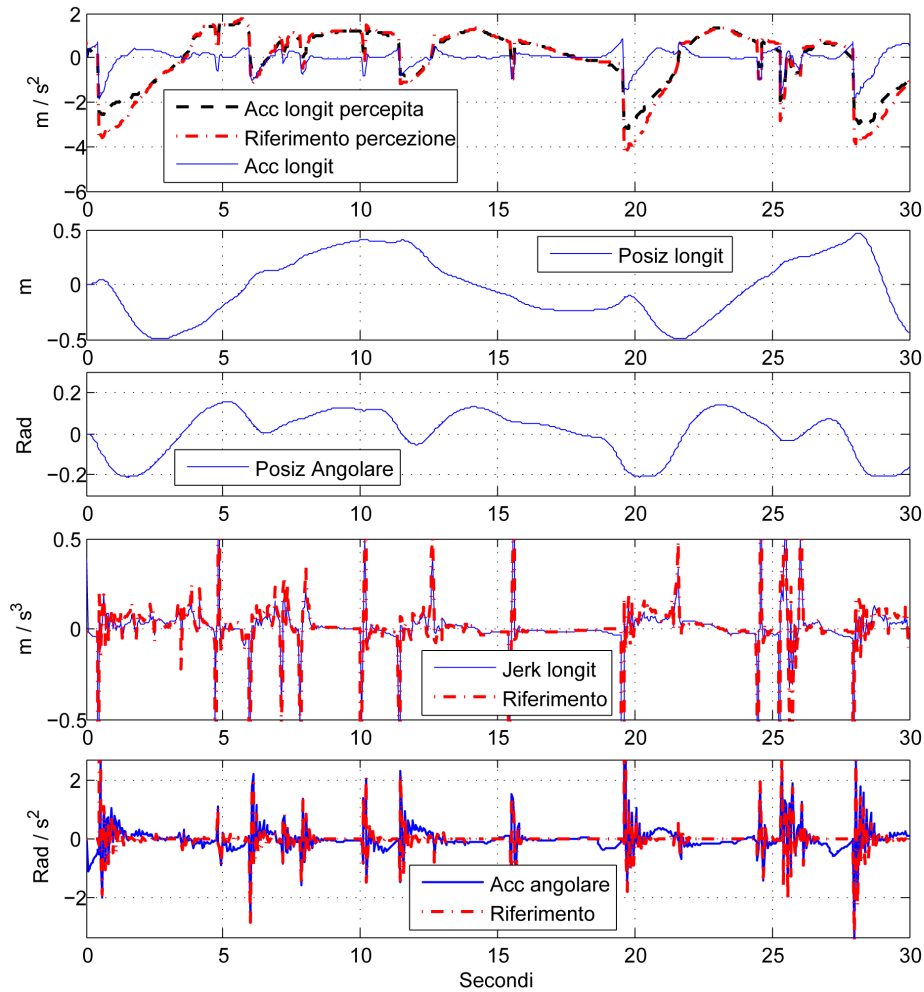 2
0
−2
−4
−6
m / s2
Acc longit percepita
Riferimento percezione
Acc longit
0 5 10 15 20 25 30
0.5
0
−0.5
m
Posiz longit
0 5 10 15 20 25 30
0.2
0
−0.2
Rad
Posiz Angolare
0 5 10 15 20 25 30
0.5
0
−0.5
m / s3
Jerk longit
Riferimento
0 5 10 15 20 25 30
2
0
−2
Rad / s2
Acc angolare
Riferimento
0 5 10 15 20 25 30
Secondi